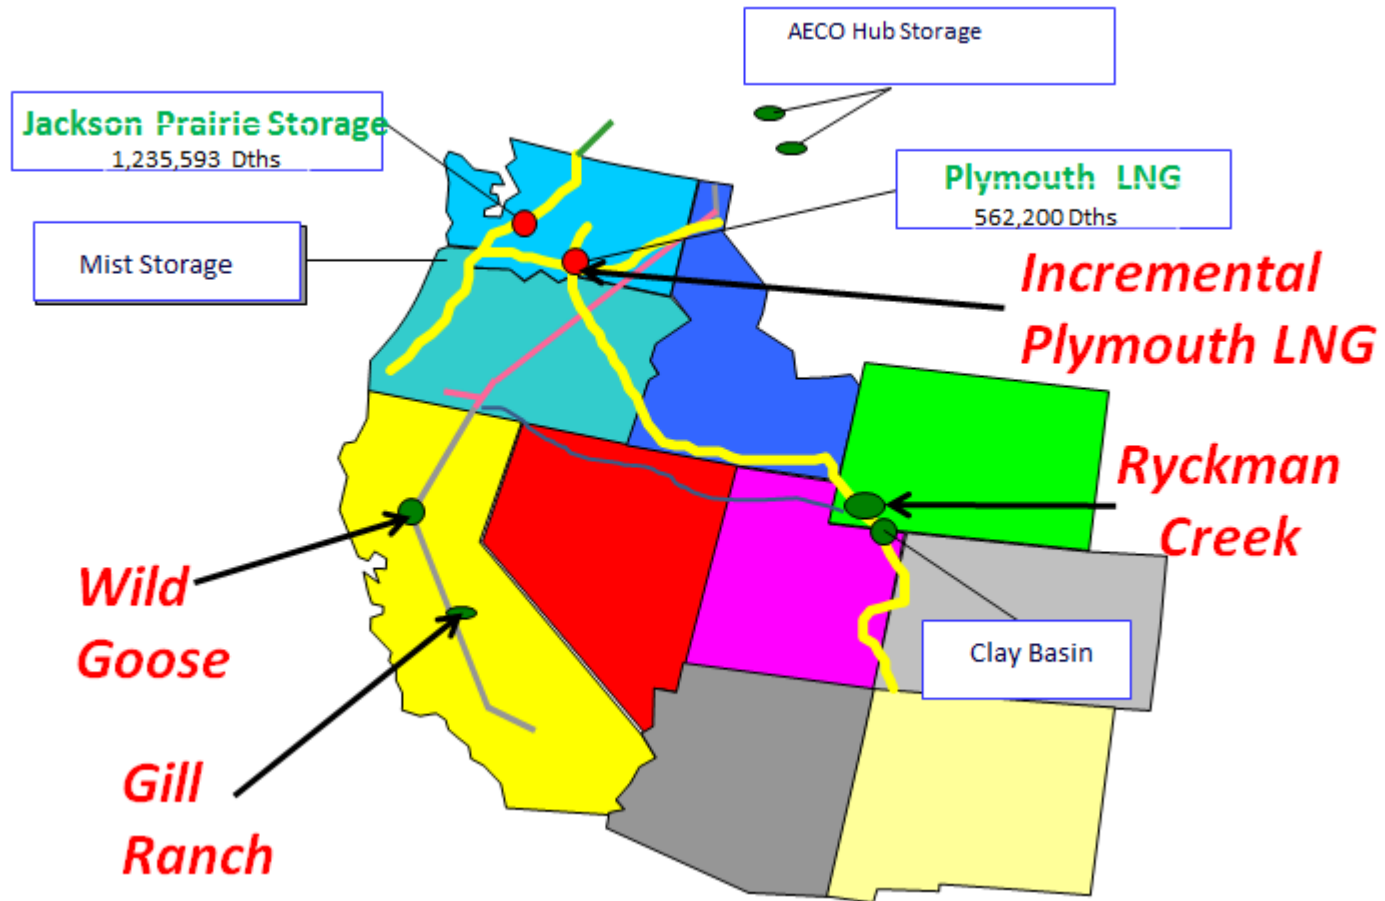 AECO Hub Storage
Jackson Prairie Storage
1,235,593 Dths
Plymouth LNG
562,200 Dths
Mist Storage
Incremental
Plymouth LNG
Ryckman
Creek
Wild
Goose
Clay Basin
Gill
Ranch